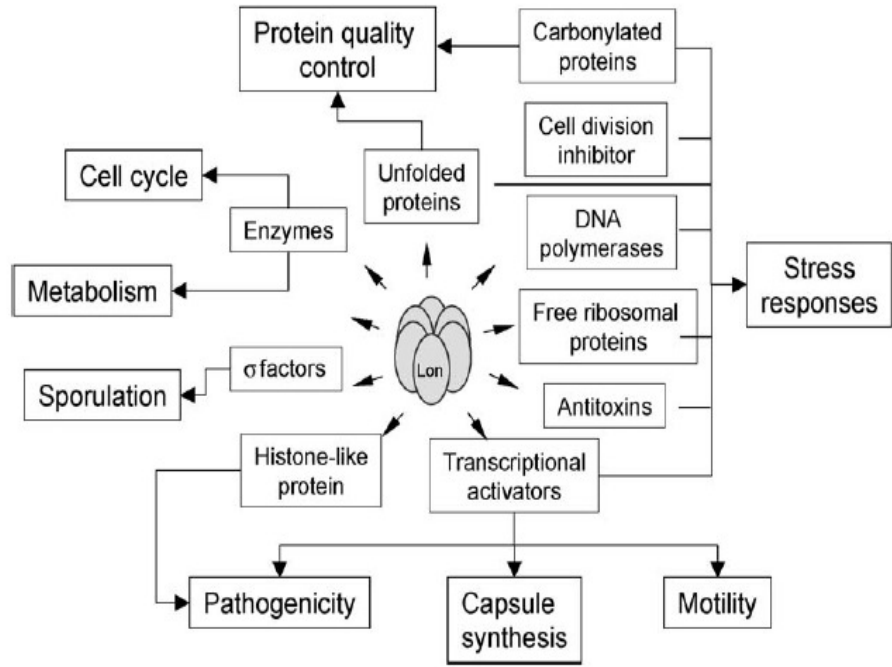 Protein quality
control
Carbonylated
proteins
Cell division
inhibitor
Cell cycle
Unfolded
proteins
Enzymes
DNA
polymerases
Metabolism
Stress
responses
Free ribosomal
proteins
Lon
σ factors
Sporulation
Antitoxins
Histone-like
protein
Transcriptional
activators
Pathogenicity
Capsule
synthesis
Motility